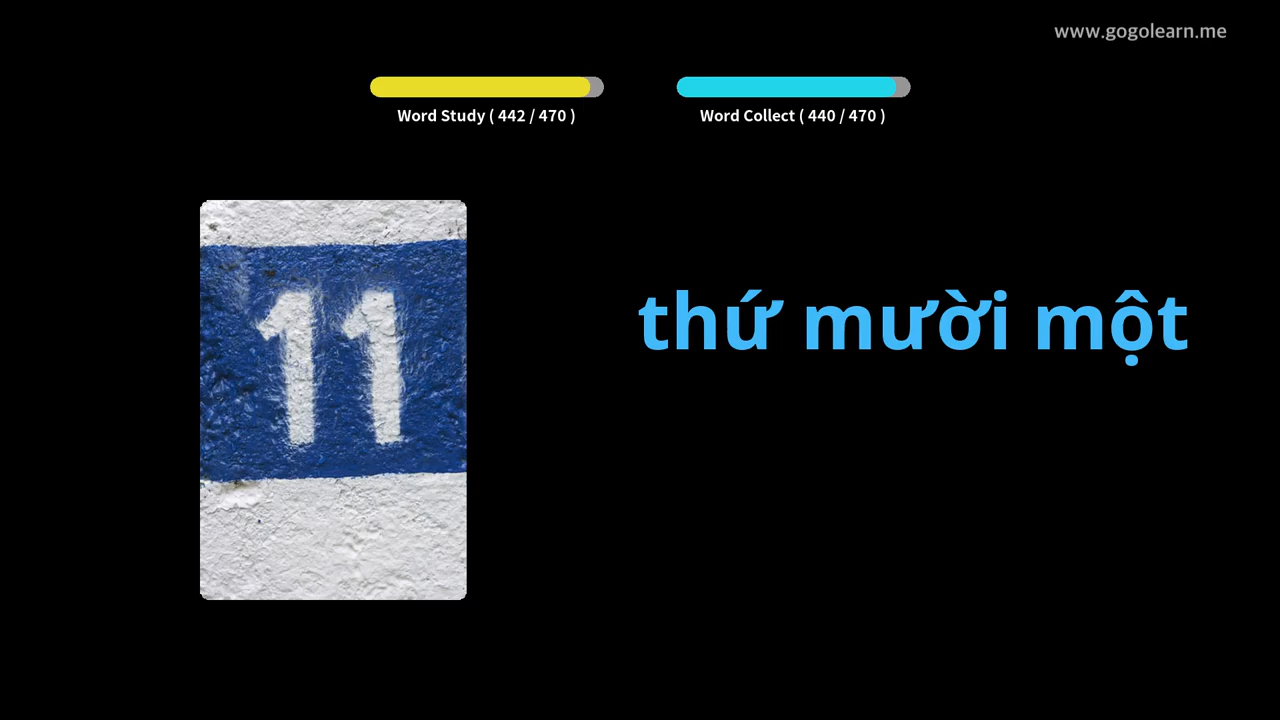 www.gogolearn.me
Word Study ( 442 / 470 )
Word Collect ( 440 / 470 )
11
thứ mười một